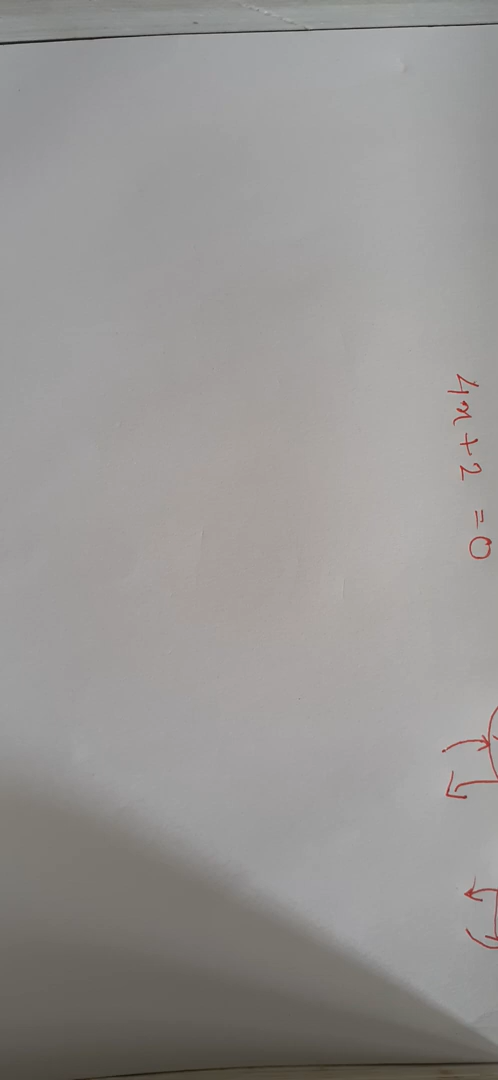 4x + 2 = 0